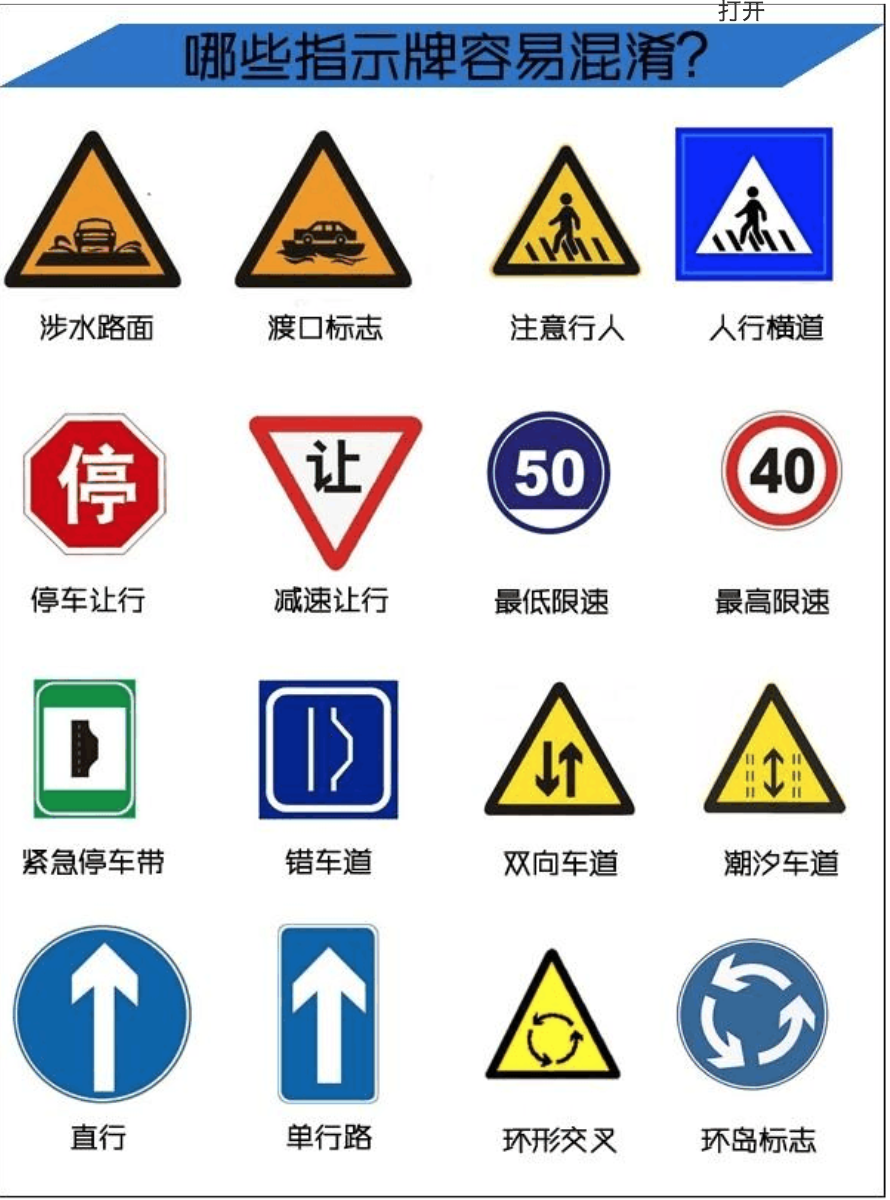 打开
哪些指示牌容易混淆?
涉水路面 渡口标志 注意行人 人行横道
停 让 50 40
停车让行 减速让行 最低限速 最高限速
紧急停车带 错车道 双向车道 潮汐车道
直行 单行路 环形交叉 环岛标志